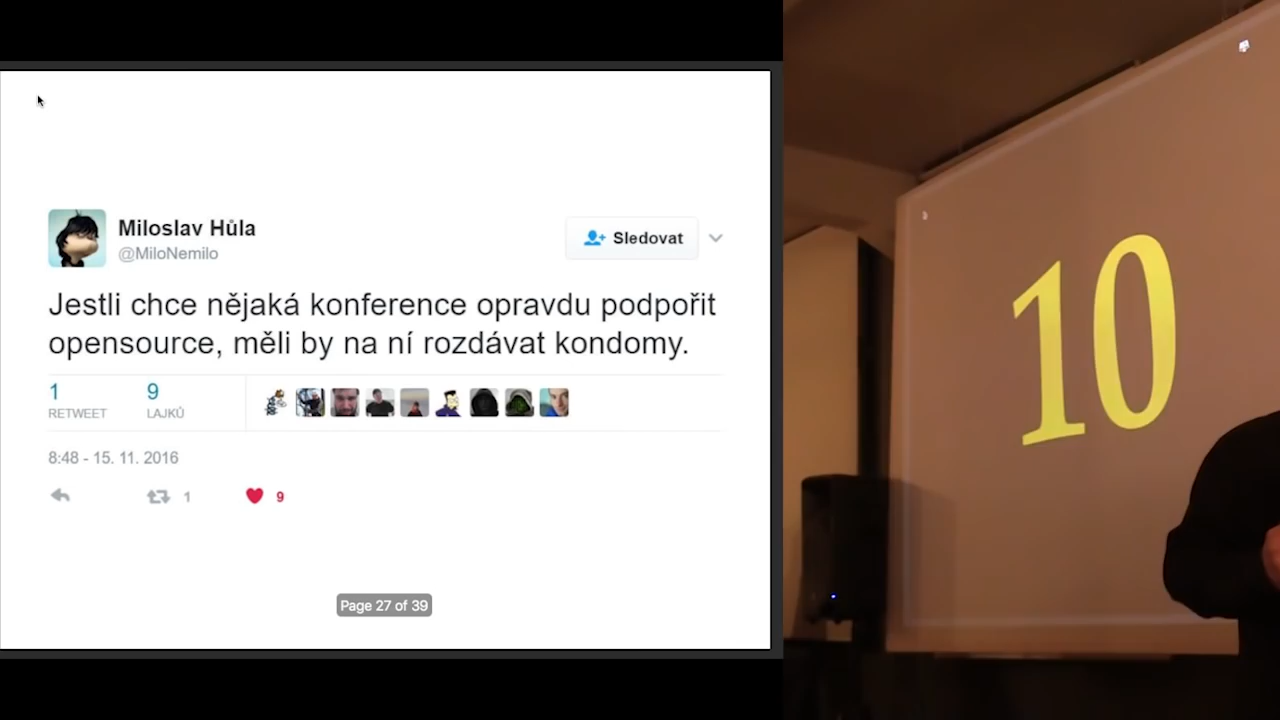 Miloslav Hůla
@MiloNemilo
Sledovat
Jestli chce nějaká konference opravdu podpořit
opensource, měli by na ní rozdávat kondomy.
1
RETWEET
9
LAJKŮ
8:48 - 15. 11. 2016
1
9
Page 27 of 39
10